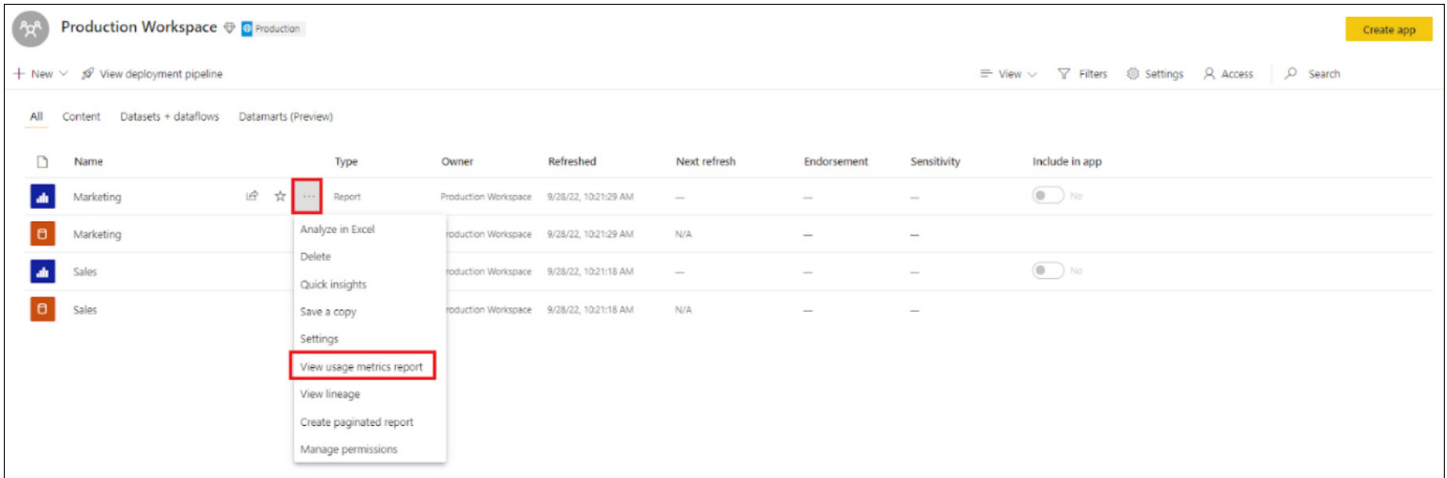 Production Workspace Production
Create app
New View deployment pipeline View Filters Settings Access Search
All Content Datasets + dataflows Datamarts (Preview)
Name Type Owner Refreshed Next refresh Endorsement Sensitivity Include in app
Marketing ... Report Production Workspace 9/28/22, 10:21:29 AM — — — No
Analyze in Excel
Marketing roduction Workspace 9/28/22, 10:21:29 AM N/A — —
Delete
Sales roduction Workspace 9/28/22, 10:21:18 AM — — — No
Quick insights
Sales roduction Workspace 9/28/22, 10:21:18 AM N/A — —
Save a copy
Settings
View usage metrics report
View lineage
Create paginated report
Manage permissions